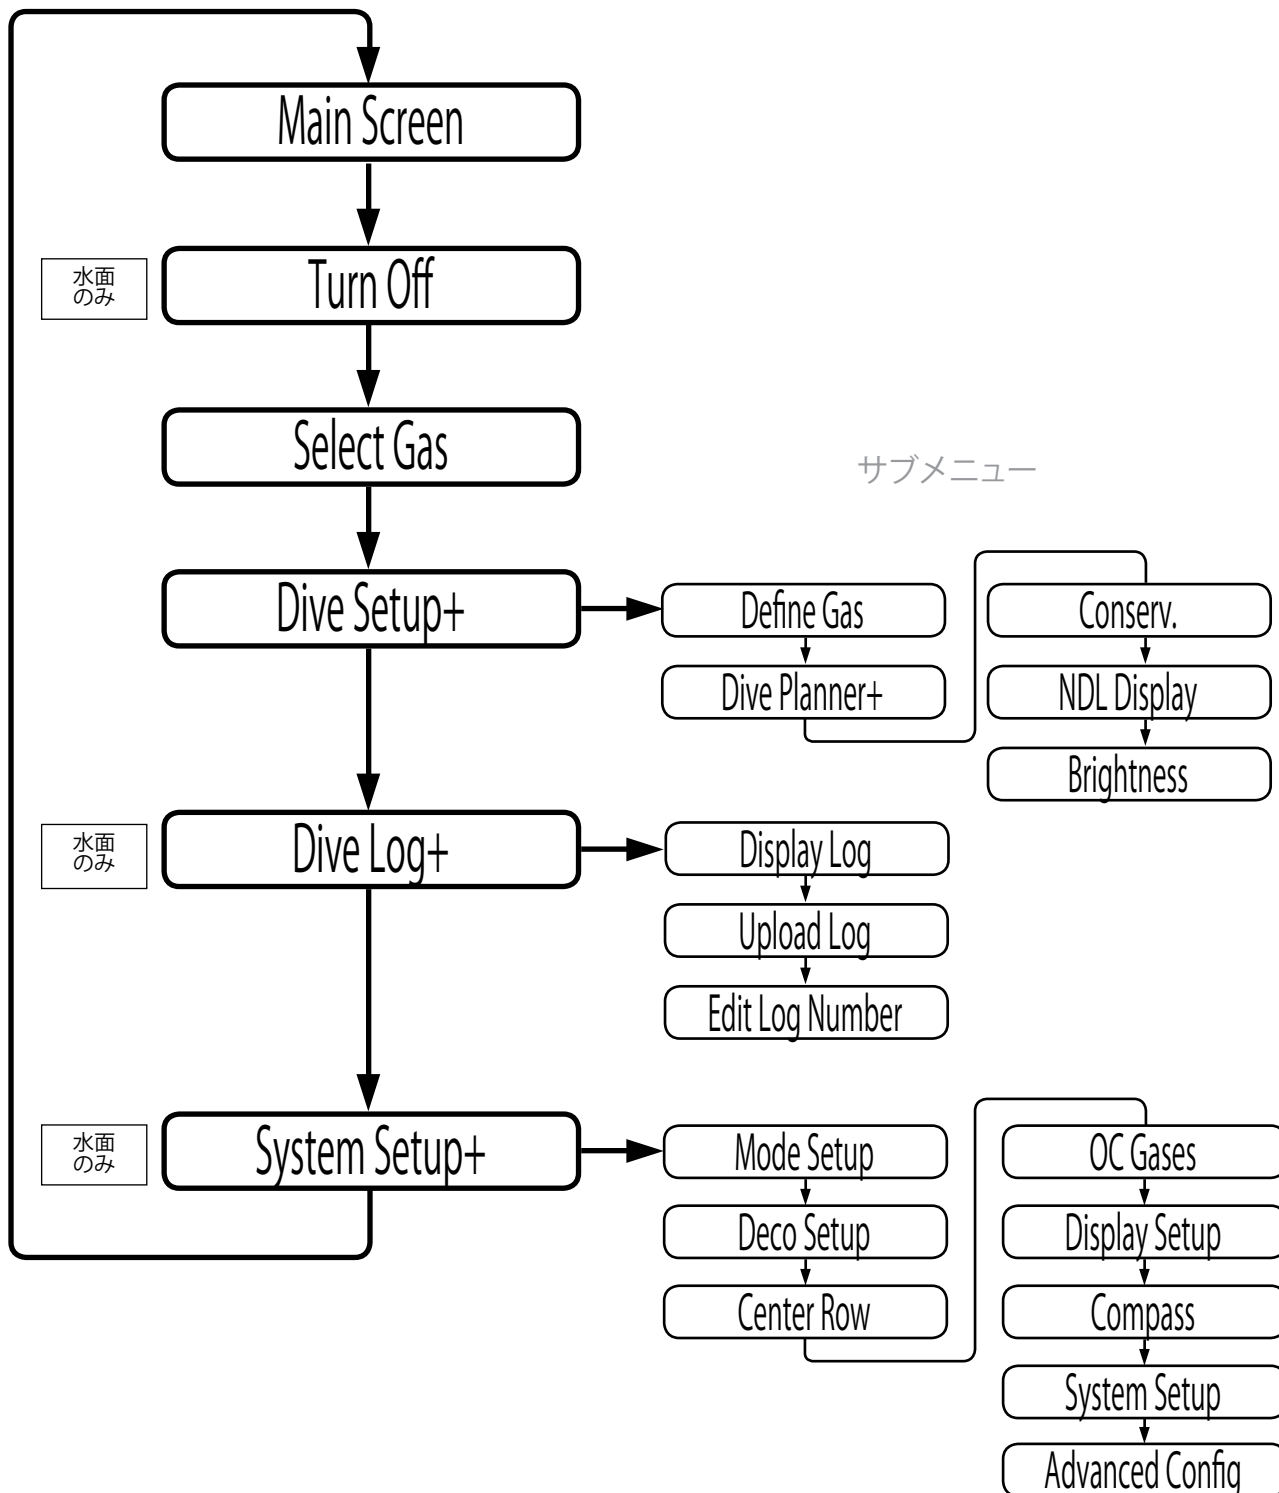 Main Screen
水面
のみ
Turn Off
Select Gas
サブメニュー
Dive Setup+
Define Gas
Dive Planner+
Conserv.
NDL Display
Brightness
水面
のみ
Dive Log+
Display Log
Upload Log
Edit Log Number
水面
のみ
System Setup+
Mode Setup
Deco Setup
Center Row
OC Gases
Display Setup
Compass
System Setup
Advanced Config